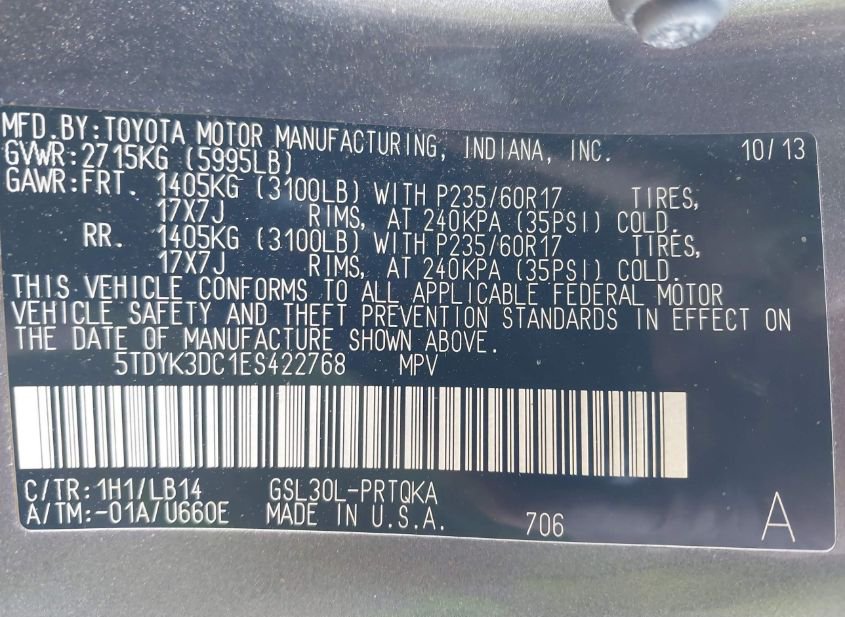 MFD.BY:TOYOTA MOTOR MANUFACTURING, INDIANA, INC. 10/13
GVWR:2715KG (5995LB)
GAWR:FRT. 1405KG (3100LB) WITH P235/60R17 TIRES,
17X7J RIMS, AT 240KPA (35PSI) COLD.
RR. 1405KG (3100LB) WITH P235/60R17 TIRES,
17X7J RIMS, AT 240KPA (35PSI) COLD.
THIS VEHICLE CONFORMS TO ALL APPLICABLE FEDERAL MOTOR
VEHICLE SAFETY AND THEFT PREVENTION STANDARDS IN EFFECT ON
THE DATE OF MANUFACTURE SHOWN ABOVE.
5TDYK3DC1ES422768 MPV
C/TR:1H1/LB14 GSL30L-PRTQKA
A/TM:-01A/U660E MADE IN U.S.A. 706 A